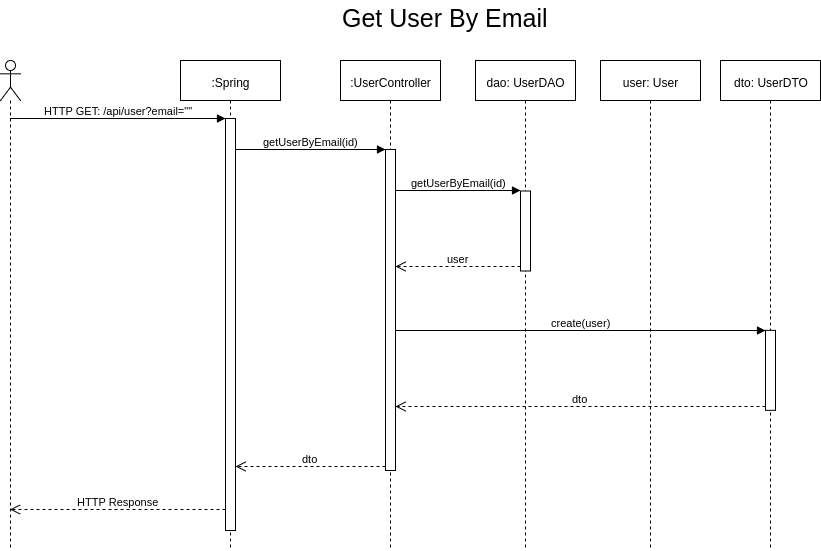 Get User By Email
:Spring
:UserController
dao: UserDAO
user: User
dto: UserDTO
HTTP GET: /api/user?email=""
getUserByEmail(id)
getUserByEmail(id)
user
create(user)
dto
dto
HTTP Response